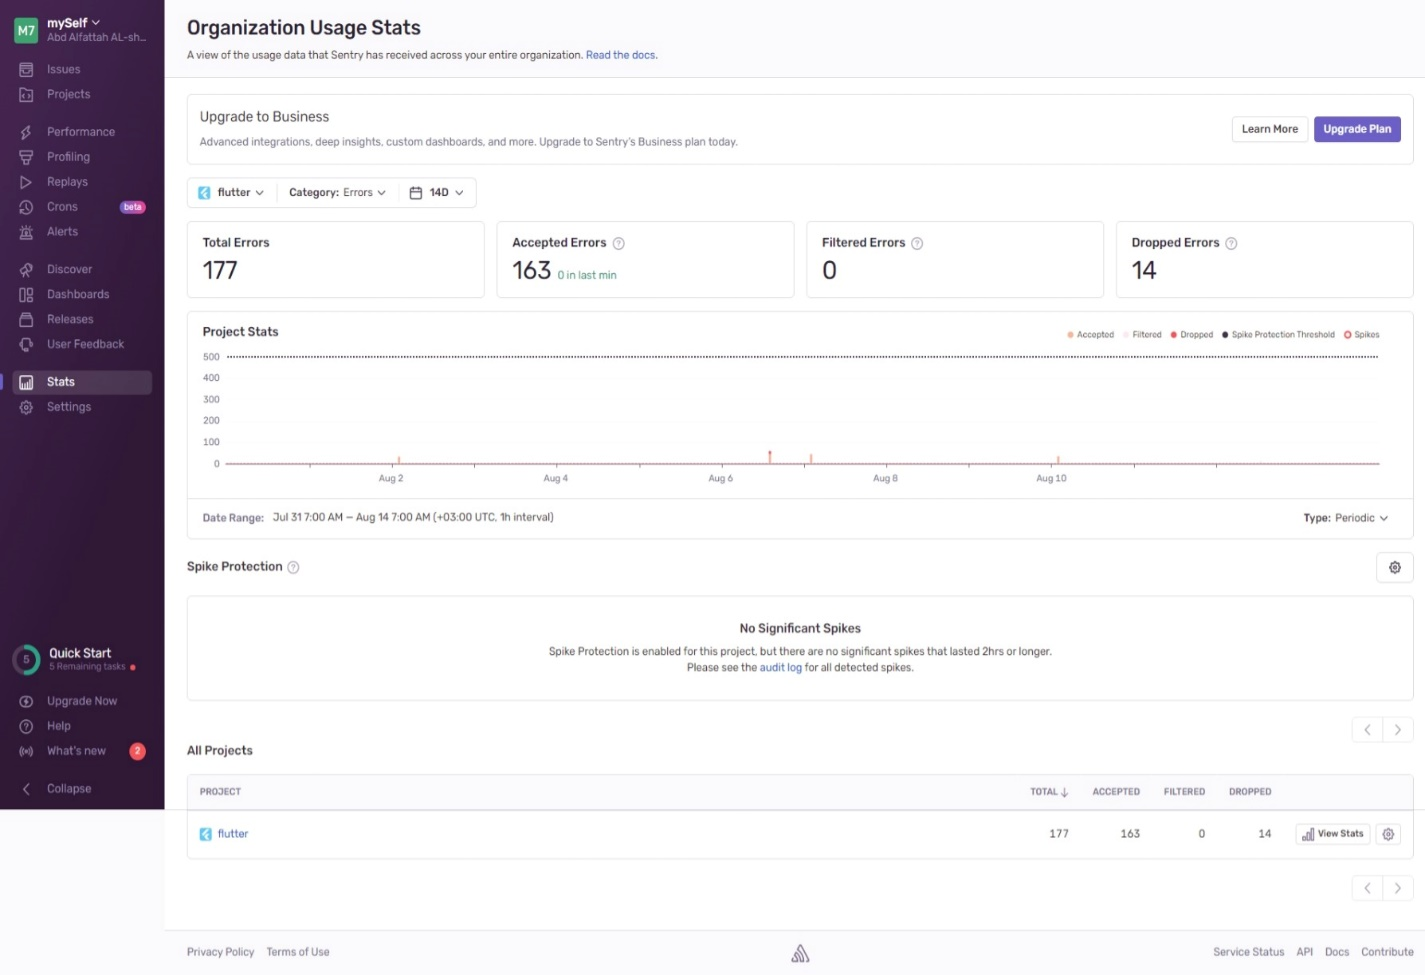 M7
mySelf
Abd Alfattah AL-sh...
Issues
Projects
Performance
Profiling
Replays
Crons beta
Alerts
Discover
Dashboards
Releases
User Feedback
Stats
Settings
5
Quick Start
5 Remaining tasks
Upgrade Now
Help
What's new 2
Collapse
Organization Usage Stats
A view of the usage data that Sentry has received across your entire organization. Read the docs.
Upgrade to Business
Advanced integrations, deep insights, custom dashboards, and more. Upgrade to Sentry's Business plan today.
Learn More Upgrade Plan
flutter Category: Errors 14D
Total Errors
177
Accepted Errors ?
163 0 in last min
Filtered Errors ?
0
Dropped Errors ?
14
Project Stats
Accepted Filtered Dropped Spike Protection Threshold Spikes
500
400
300
200
100
0
Aug 2 Aug 4 Aug 6 Aug 8 Aug 10
Date Range: Jul 31 7:00 AM — Aug 14 7:00 AM (+03:00 UTC, 1h interval)
Type: Periodic
Spike Protection ?
No Significant Spikes
Spike Protection is enabled for this project, but there are no significant spikes that lasted 2hrs or longer.
Please see the audit log for all detected spikes.
All Projects
PROJECT TOTAL ↓ ACCEPTED FILTERED DROPPED
flutter 177 163 0 14 View Stats
Privacy Policy Terms of Use
Service Status API Docs Contribute